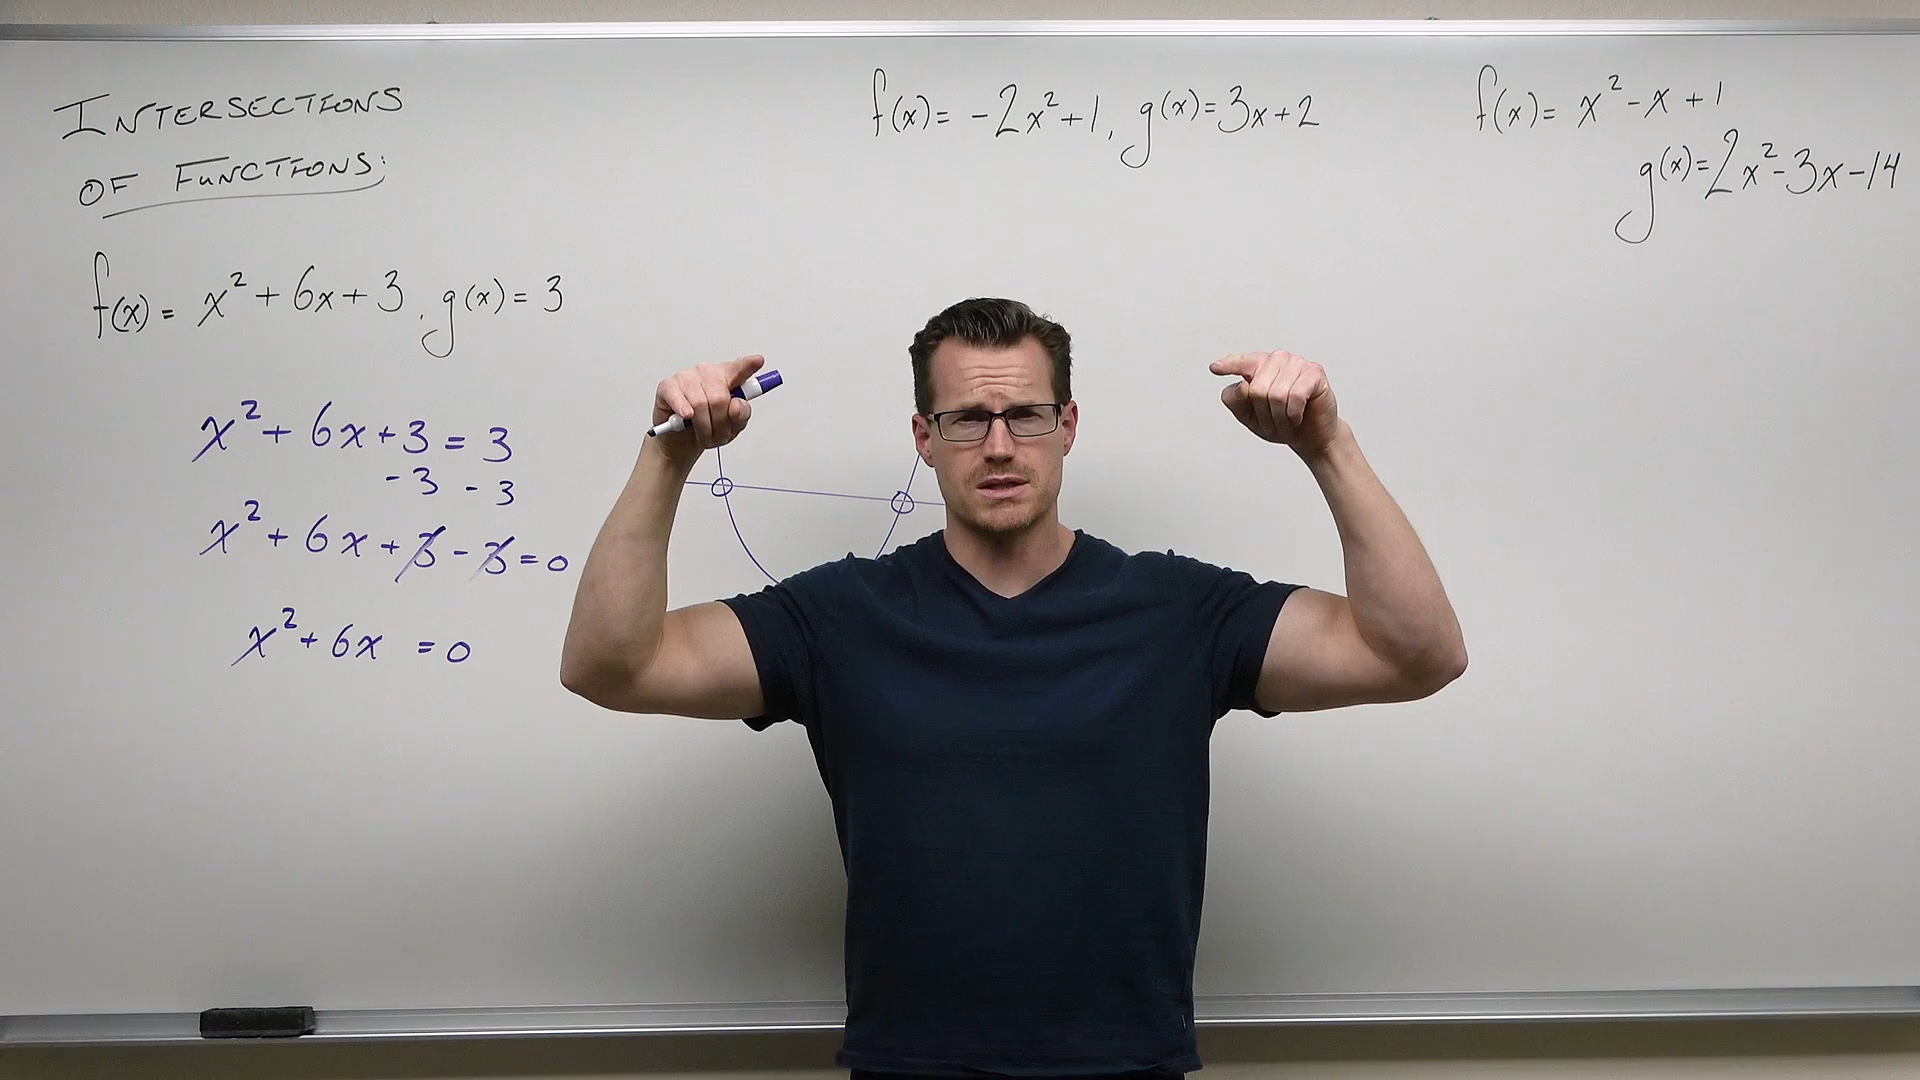 INTERSECTIONS
OF FUNCTIONS:
f(x) = x² + 6x + 3, g(x) = 3
x² + 6x + 3 = 3
- 3 - 3
x² + 6x + 3 - 3 = 0
x² + 6x = 0
f(x) = -2x² + 1, g(x) = 3x + 2
f(x) = x² - x + 1
g(x) = 2x² - 3x - 14